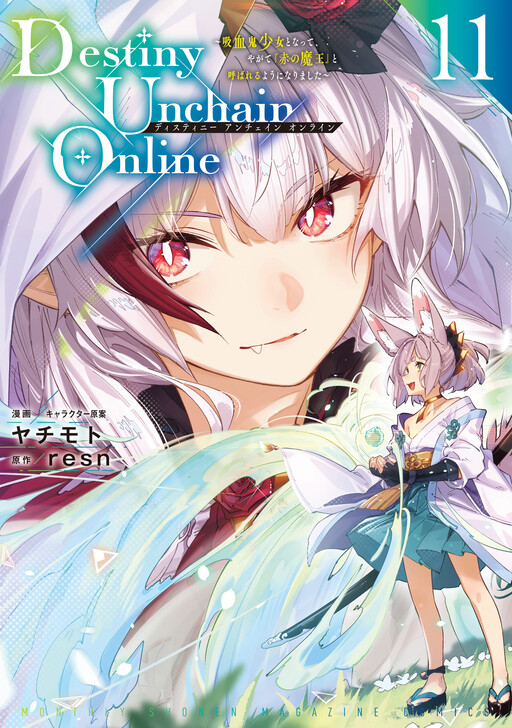 Destiny
Unchain
Online
ディスティニー アンチェイン オンライン
～吸血鬼少女となって、
やがて『赤の魔王』と
呼ばれるようになりました～
11
漫画／キャラクター原案
ヤチモト
原作
resn
MONTHLY SHONEN MAGAZINE COMICS